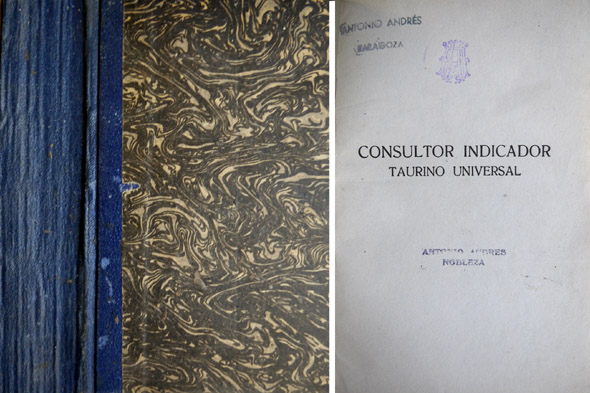 ANTONIO ANDRÉS
ZARAGOZA
CONSULTOR INDICADOR
TAURINO UNIVERSAL
ANTONIO ANDRES
NOBLEZA